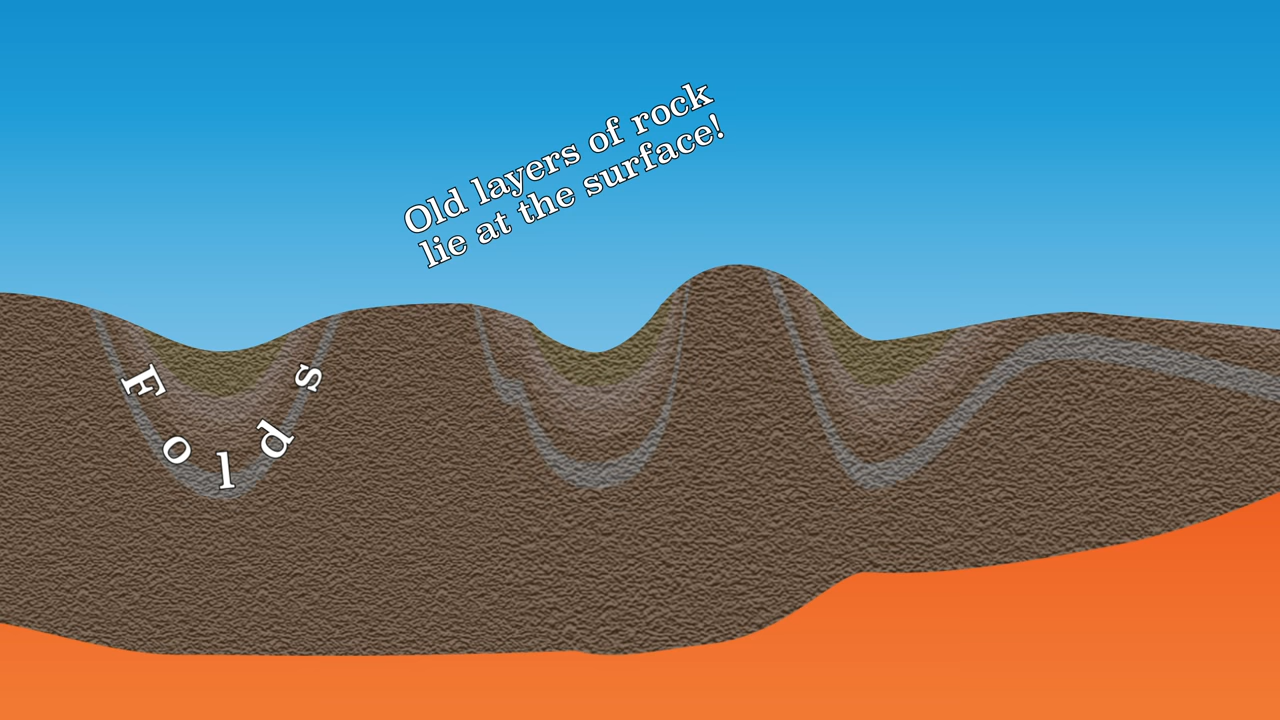 Old layers of rock
lie at the surface!
Folds